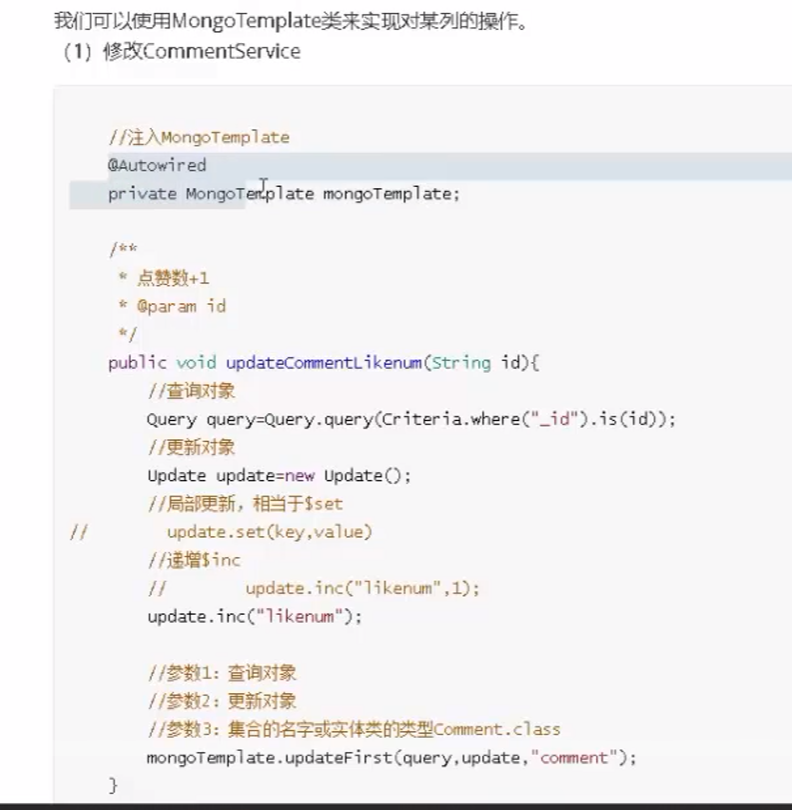 我们可以使用MongoTemplate类来实现对某列的操作。
（1）修改CommentService
//注入MongoTemplate
@Autowired
private MongoTemplate mongoTemplate;
/**
* 点赞数+1
* @param id
*/
public void updateCommentLikenum(String id){
//查询对象
Query query=Query.query(Criteria.where("_id").is(id));
//更新对象
Update update=new Update();
//局部更新，相当于$set
// update.set(key,value)
//递增$inc
// update.inc("likenum",1);
update.inc("likenum");
//参数1：查询对象
//参数2：更新对象
//参数3：集合的名字或实体类的类型Comment.class
mongoTemplate.updateFirst(query,update,"comment");
}